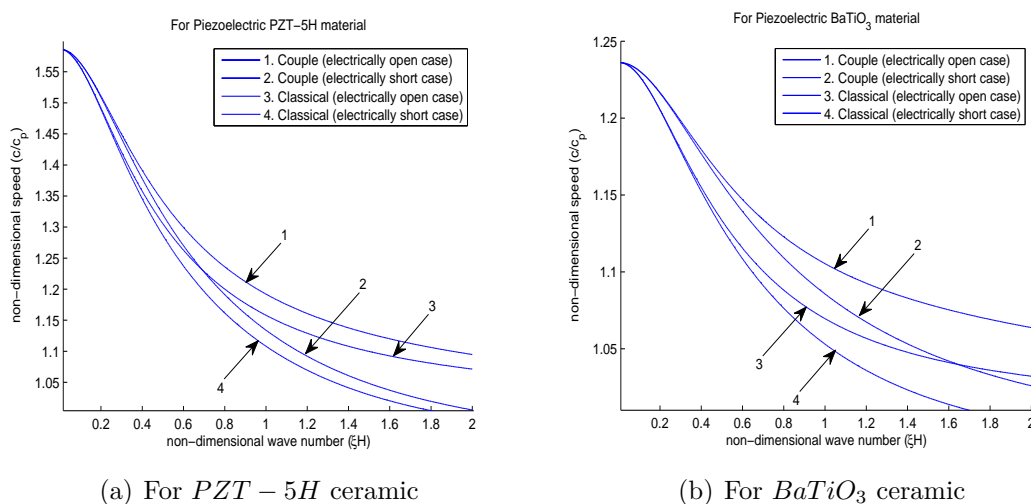 For Piezoelectric PZT−5H material
1. Couple (electrically open case)
2. Couple (electrically short case)
3. Classical (electrically open case)
4. Classical (electrically short case)
non−dimensional speed (c/cₚ)
1.55
1.5
1.45
1.4
1.35
1.3
1.25
1.2
1.15
1.1
1.05
1
2
3
4
0.2 0.4 0.6 0.8 1 1.2 1.4 1.6 1.8 2
non−dimensional wave number (ξH)
(a) For PZT − 5H ceramic
For Piezoelectric BaTiO₃ material
1. Couple (electrically open case)
2. Couple (electrically short case)
3. Classical (electrically open case)
4. Classical (electrically short case)
non−dimensional speed (c/cₚ)
1.25
1.2
1.15
1.1
1.05
1
2
3
4
0.2 0.4 0.6 0.8 1 1.2 1.4 1.6 1.8 2
non−dimensional wave number (ξH)
(b) For BaTiO₃ ceramic